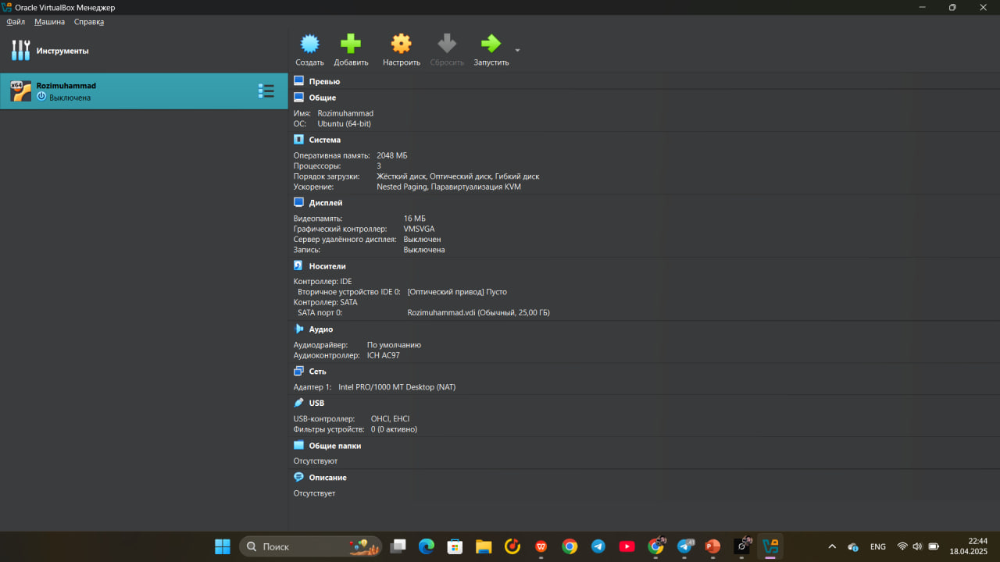 Oracle VirtualBox Менеджер
Файл Машина Справка
Инструменты
Создать Добавить Настроить Сбросить Запустить
x64
Rozimuhammad
Выключена
Превью
Общие
Имя: Rozimuhammad
ОС: Ubuntu (64-bit)
Система
Оперативная память: 2048 МБ
Процессоры: 3
Порядок загрузки: Жёсткий диск, Оптический диск, Гибкий диск
Ускорение: Nested Paging, Паравиртуализация KVM
Дисплей
Видеопамять: 16 МБ
Графический контроллер: VMSVGA
Сервер удалённого дисплея: Выключен
Запись: Выключена
Носители
Контроллер: IDE
Вторичное устройство IDE 0: [Оптический привод] Пусто
Контроллер: SATA
SATA порт 0: Rozimuhammad.vdi (Обычный, 25,00 ГБ)
Аудио
Аудиодрайвер: По умолчанию
Аудиоконтроллер: ICH AC97
Сеть
Адаптер 1: Intel PRO/1000 MT Desktop (NAT)
USB
USB-контроллер: OHCI, EHCI
Фильтры устройств: 0 (0 активно)
Общие папки
Отсутствуют
Описание
Отсутствует
Поиск
41
ENG
22:44
18.04.2025